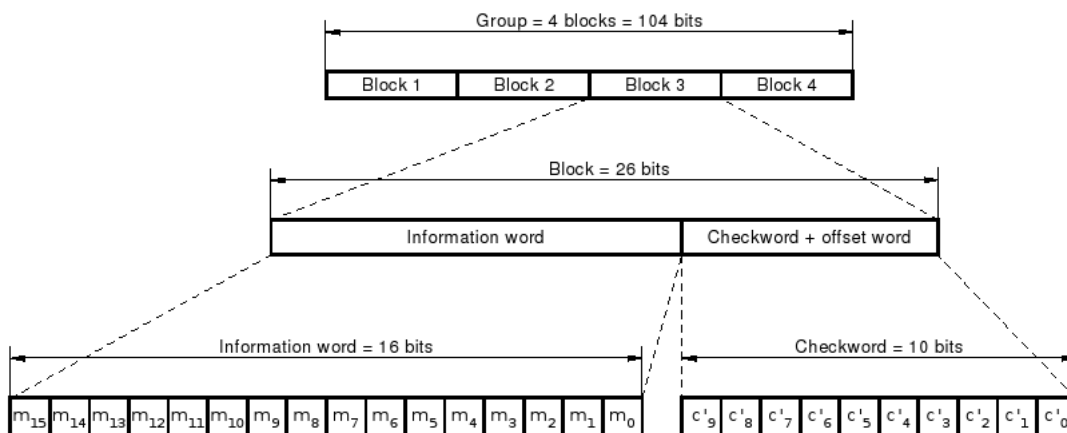 Group = 4 blocks = 104 bits
Block 1 Block 2 Block 3 Block 4
Block = 26 bits
Information word Checkword + offset word
Information word = 16 bits Checkword = 10 bits
m₁₅ m₁₄ m₁₃ m₁₂ m₁₁ m₁₀ m₉ m₈ m₇ m₆ m₅ m₄ m₃ m₂ m₁ m₀ c'₉ c'₈ c'₇ c'₆ c'₅ c'₄ c'₃ c'₂ c'₁ c'₀